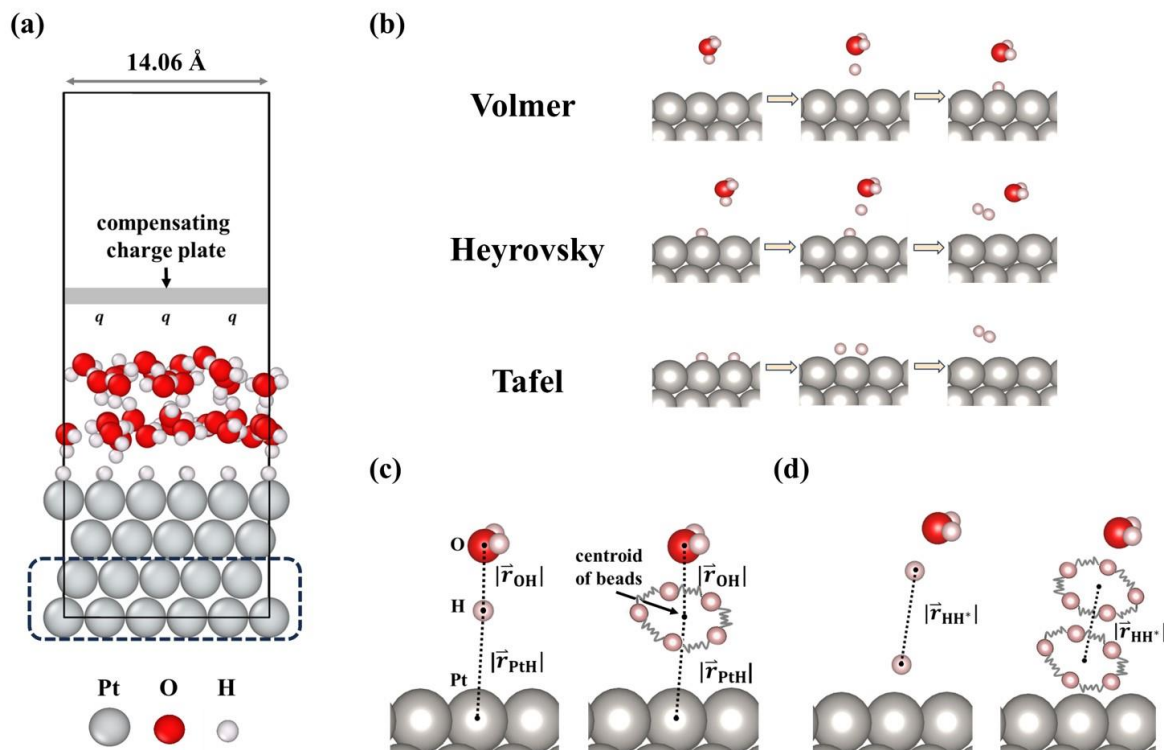 (a)
14.06 Å
compensating
charge plate
q q q
Pt O H
(b)
Volmer
Heyrovsky
Tafel
(c)
O
H
Pt
|r⃗OH|
|r⃗PtH|
centroid
of beads
|r⃗OH|
|r⃗PtH|
(d)
|r⃗HH*|
|r⃗HH*|